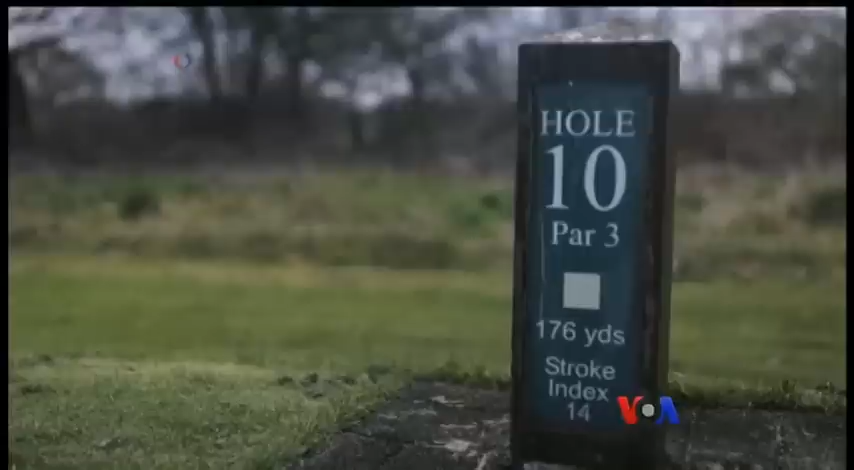 HOLE
10
Par 3
176 yds
Stroke
Index
14
VOA